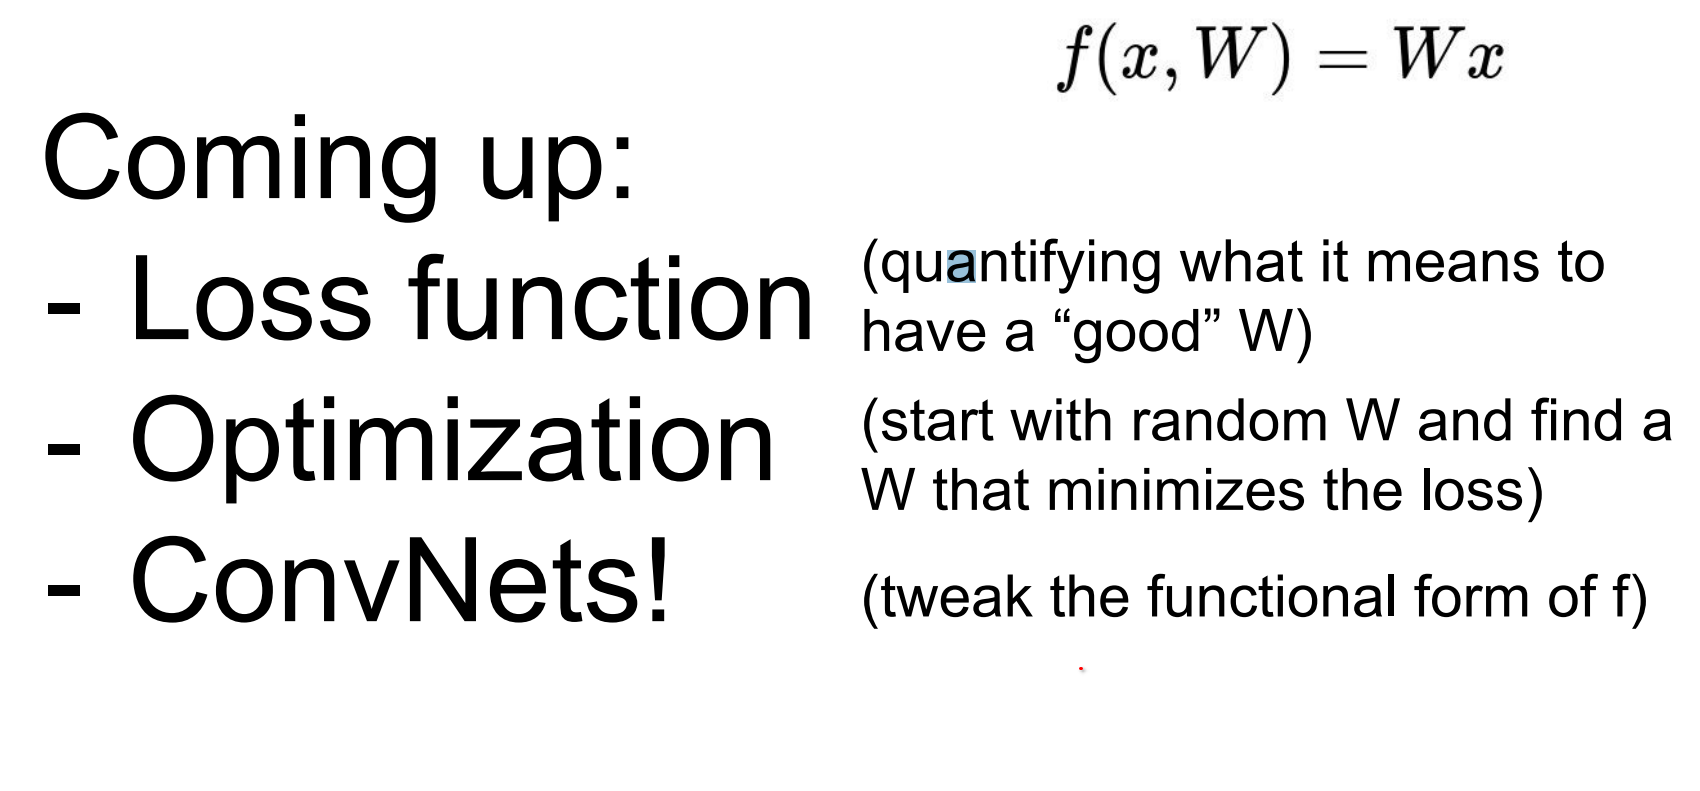 f(x, W) = Wx
Coming up:
- Loss function
(quantifying what it means to
have a “good” W)
- Optimization
(start with random W and find a
W that minimizes the loss)
- ConvNets!
(tweak the functional form of f)